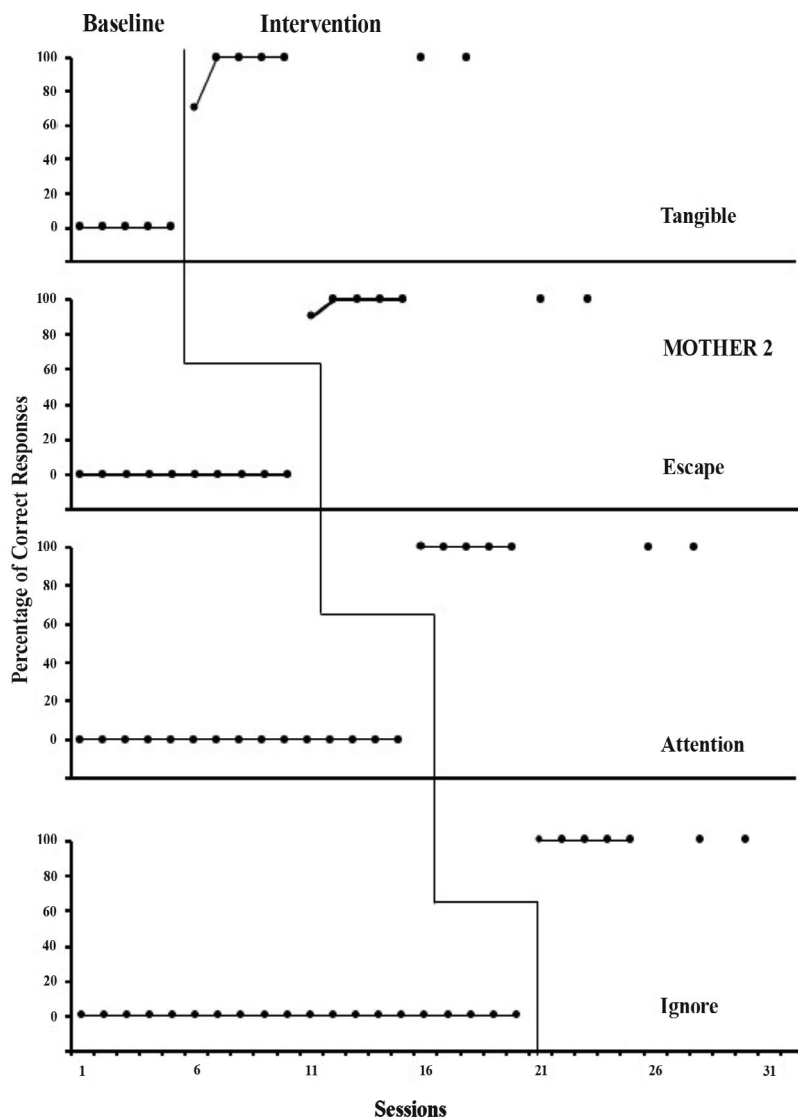 Baseline Intervention
100
80
60
40
20
0
Tangible
100
80
60
40
20
0
MOTHER 2
Escape
Percentage of Correct Responses
100
80
60
40
20
0
Attention
100
80
60
40
20
0
Ignore
1 6 11 16 21 26 31
Sessions